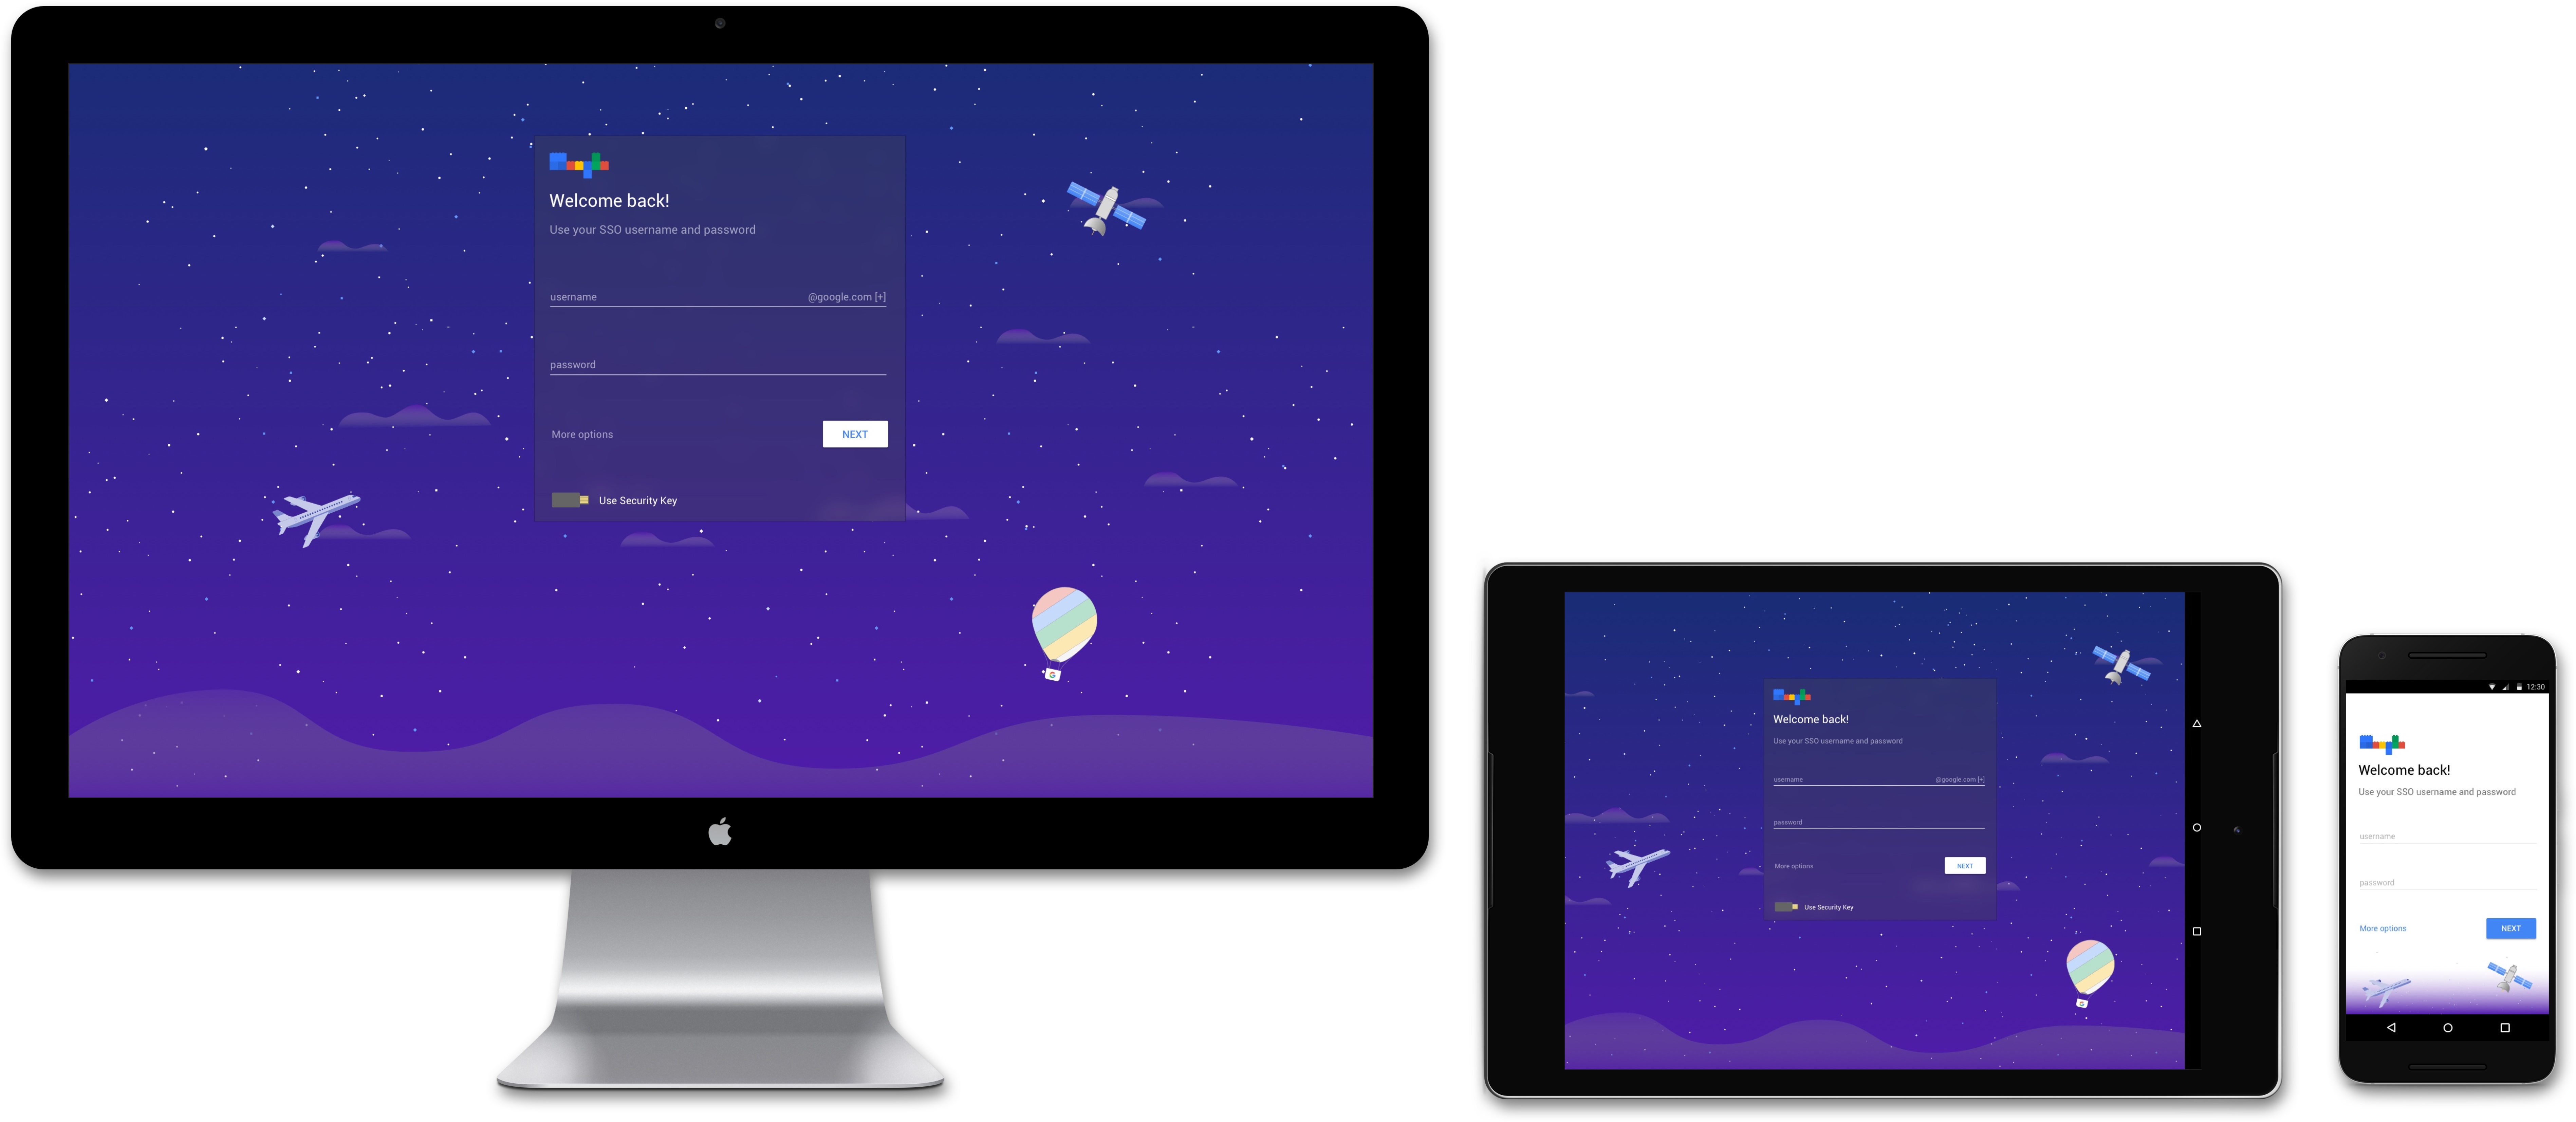 Welcome back!
Use your SSO username and password
username @google.com [+]
password
More options NEXT
Use Security Key
G
Welcome back!
Use your SSO username and password
username @google.com [+]
password
More options NEXT
Use Security Key
G
12:30
Welcome back!
Use your SSO username and password
username
password
More options NEXT